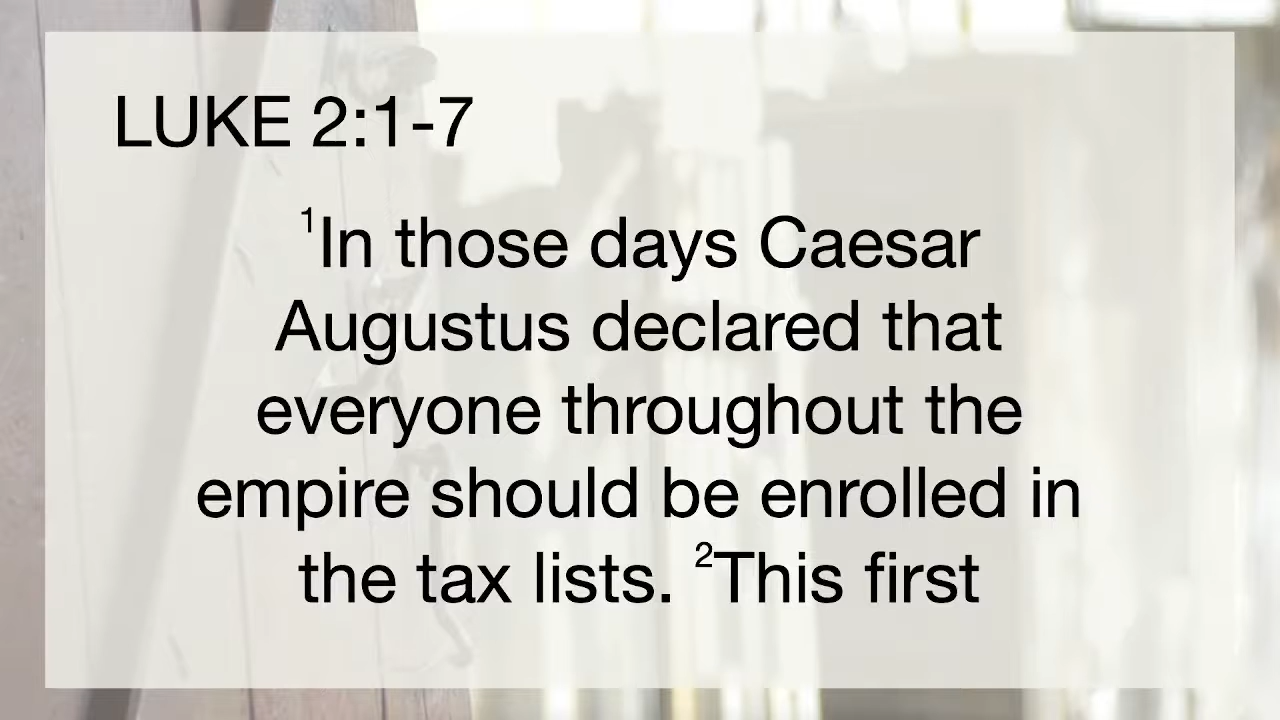 LUKE 2:1-7
¹In those days Caesar
Augustus declared that
everyone throughout the
empire should be enrolled in
the tax lists. ²This first